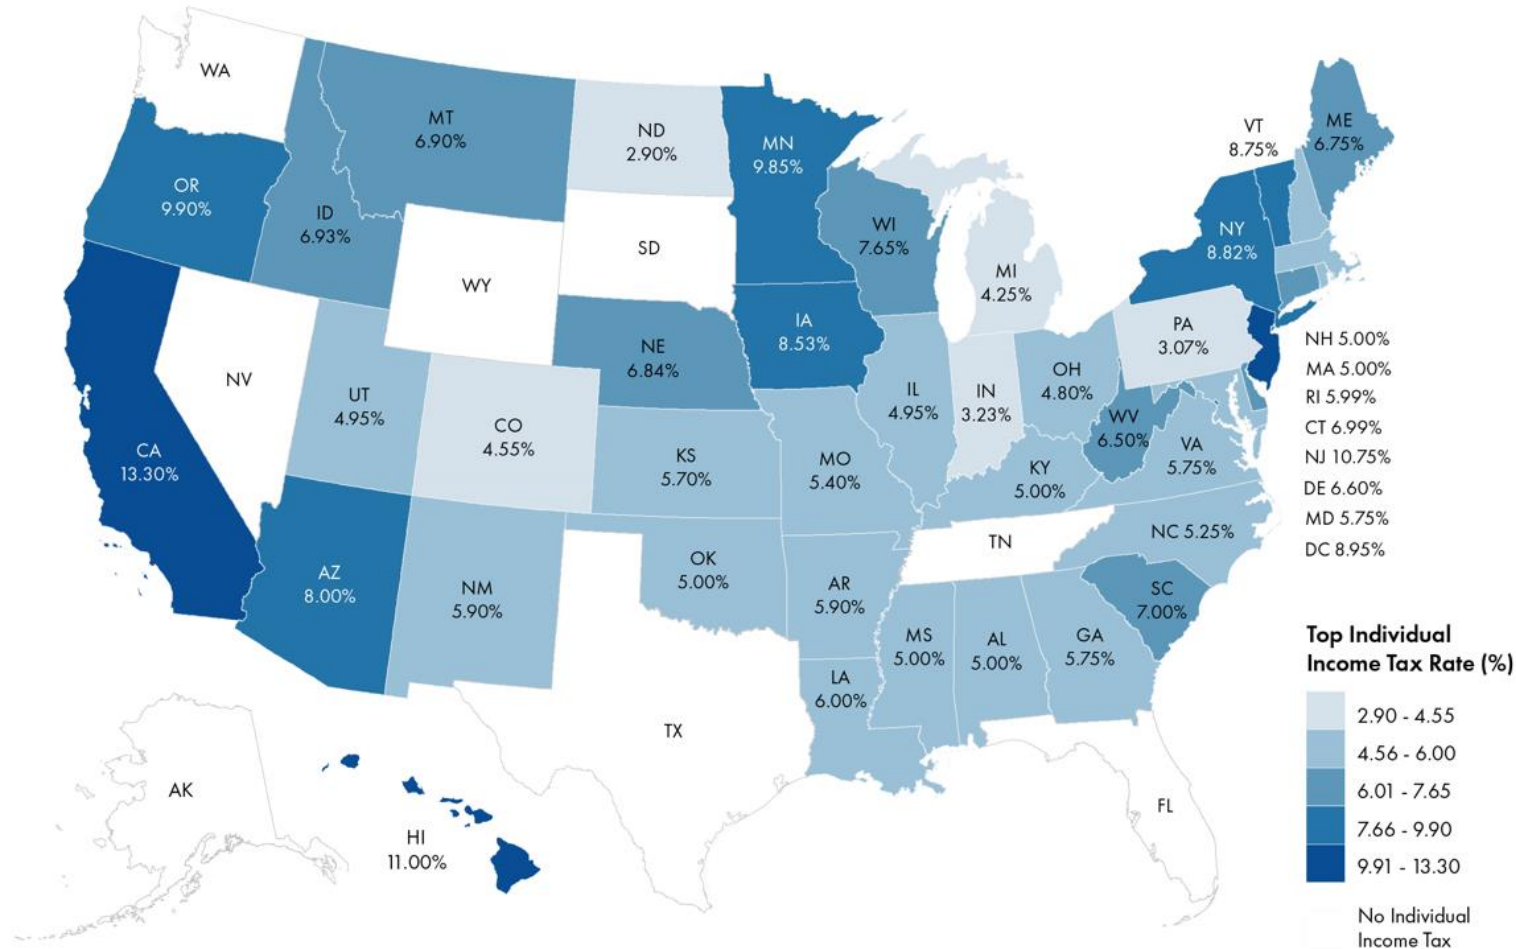 WA
MT
6.90%
ND
2.90%
MN
9.85%
VT
8.75%
ME
6.75%
OR
9.90%
ID
6.93%
WI
7.65%
NY
8.82%
SD
WY
MI
4.25%
IA
8.53%
PA
3.07%
NE
6.84%
NV
UT
4.95%
CO
4.55%
IL
4.95%
IN
3.23%
OH
4.80%
WV
6.50%
VA
5.75%
CA
13.30%
KS
5.70%
MO
5.40%
KY
5.00%
NH 5.00%
MA 5.00%
RI 5.99%
CT 6.99%
NJ 10.75%
DE 6.60%
MD 5.75%
DC 8.95%
TN
NC 5.25%
AZ
8.00%
NM
5.90%
OK
5.00%
AR
5.90%
SC
7.00%
MS
5.00%
AL
5.00%
GA
5.75%
LA
6.00%
TX
AK
HI
11.00%
FL
Top Individual
Income Tax Rate (%)
2.90 - 4.55
4.56 - 6.00
6.01 - 7.65
7.66 - 9.90
9.91 - 13.30
No Individual
Income Tax